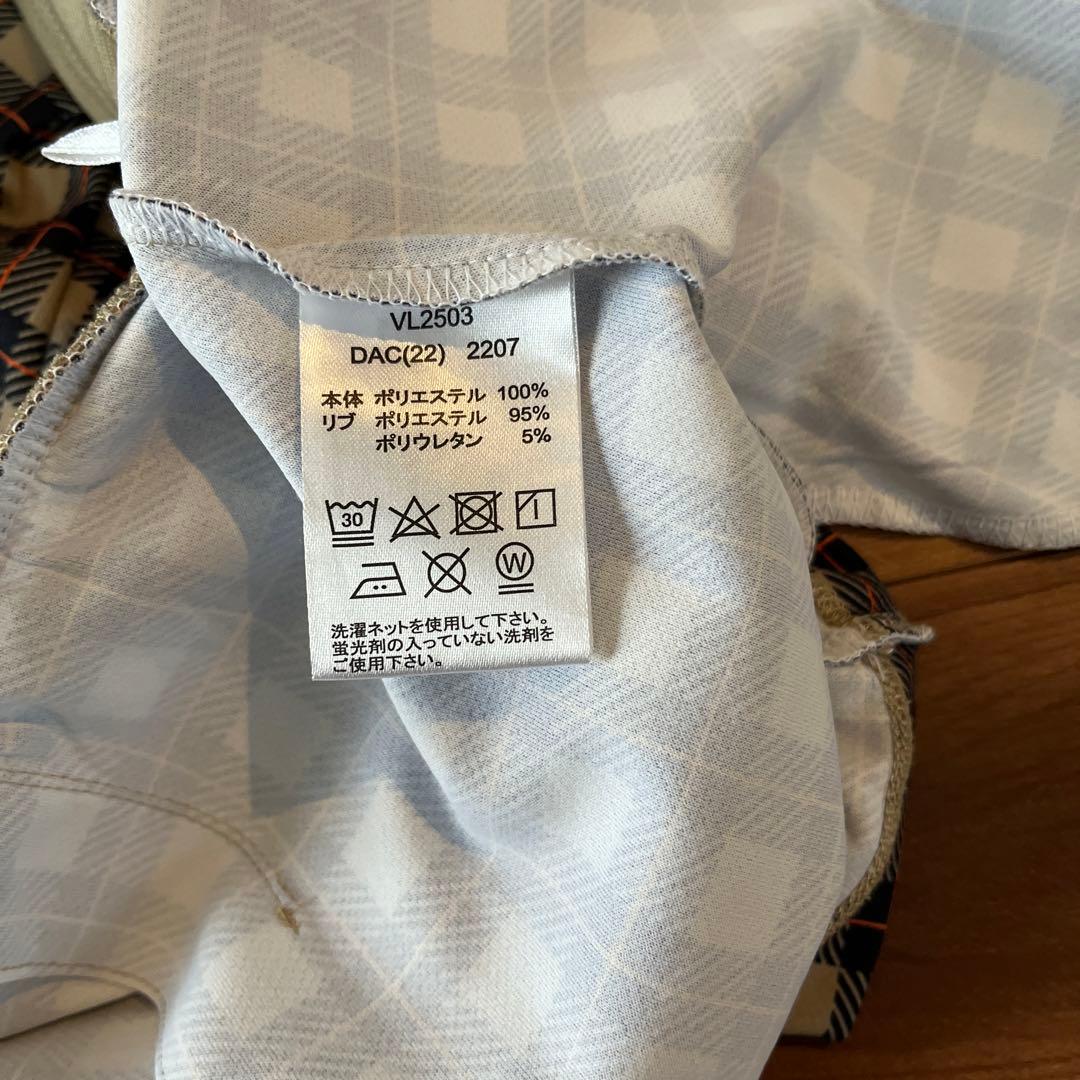 VL2503
DAC(22) 2207
本体 ポリエステル 100%
リブ ポリエステル 95%
ポリウレタン 5%
30
W
洗濯ネットを使用して下さい。
蛍光剤の入っていない洗剤を
ご使用下さい。